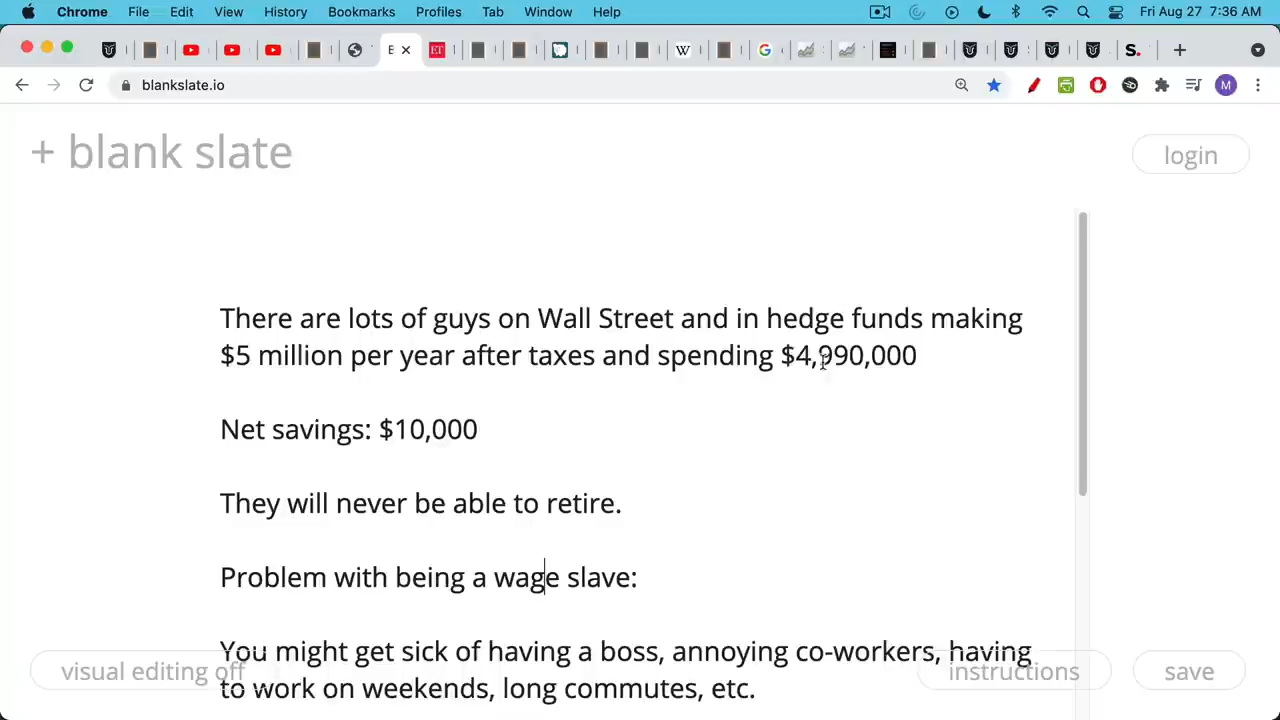 Chrome File Edit View History Bookmarks Profiles Tab Window Help Fri Aug 27 7:36 AM
blankslate.io
+ blank slate
login
There are lots of guys on Wall Street and in hedge funds making
$5 million per year after taxes and spending $4,990,000
Net savings: $10,000
They will never be able to retire.
Problem with being a wage slave:
You might get sick of having a boss, annoying co-workers, having
to work on weekends, long commutes, etc.
visual editing off
instructions
save